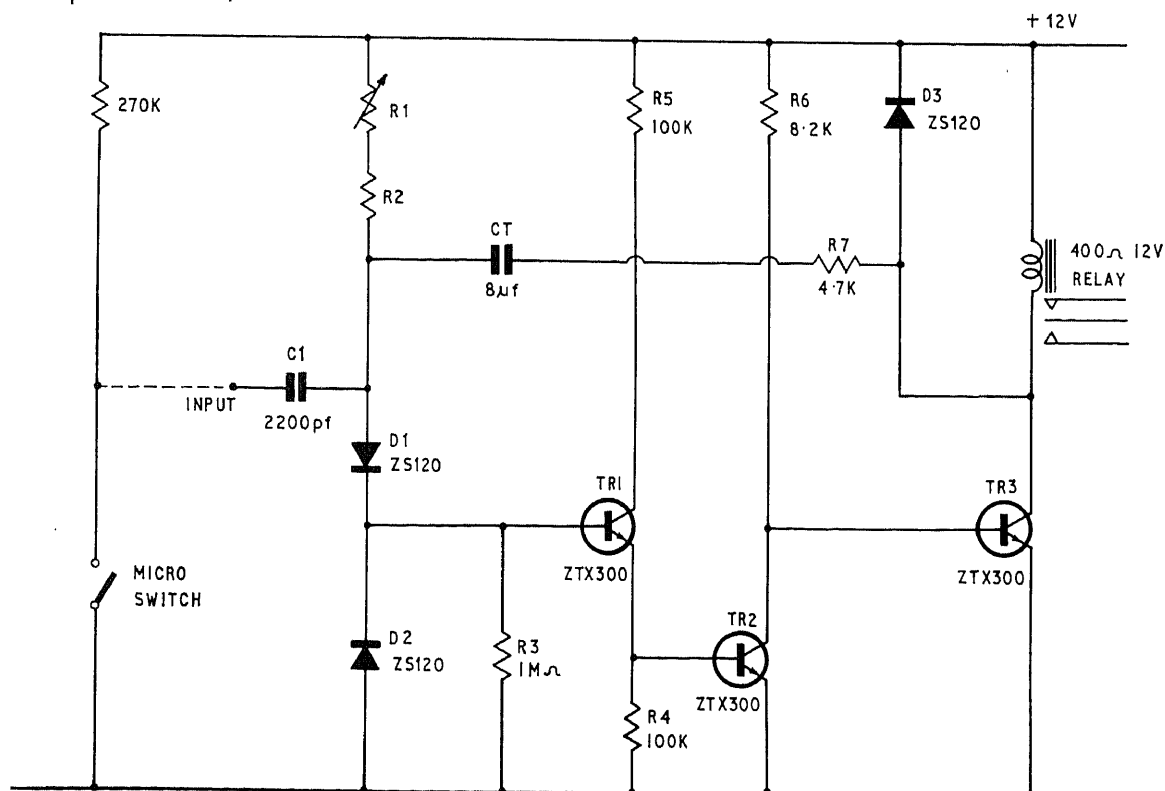 + 12V
270K
R1
R5
100K
R6
8·2K
D3
ZS120
R2
CT
8µf
R7
4·7K
400Ω 12V
RELAY
C1
INPUT
2200pf
D1
ZS120
TR1
ZTX300
TR3
ZTX300
MICRO
SWITCH
D2
ZS120
R3
1MΩ
TR2
ZTX300
R4
100K